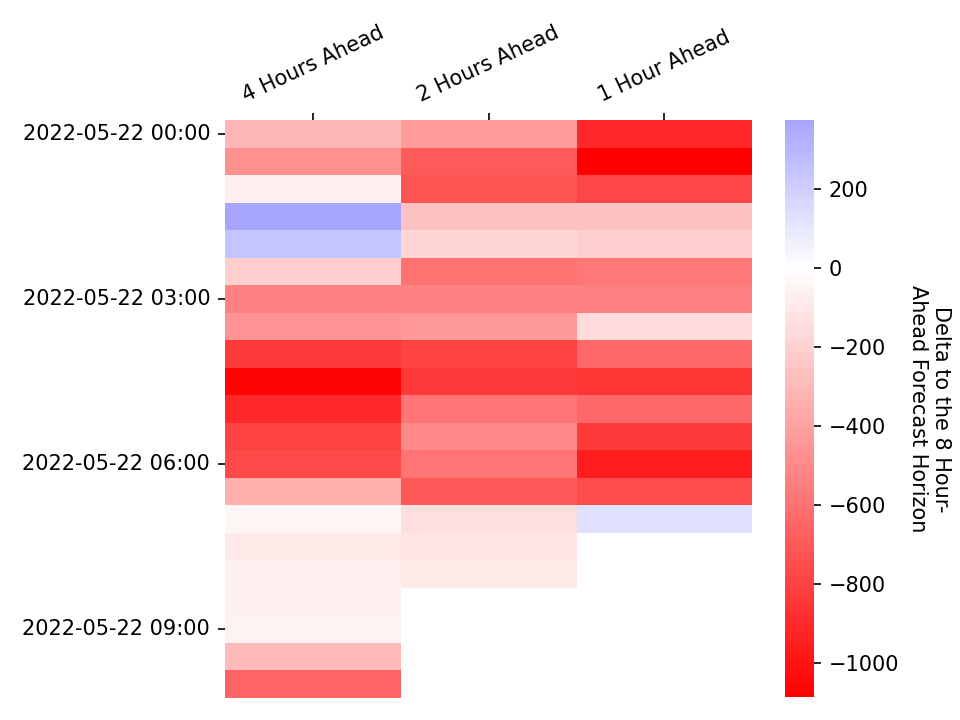 4 Hours Ahead
2 Hours Ahead
1 Hour Ahead
2022-05-22 00:00
2022-05-22 03:00
2022-05-22 06:00
2022-05-22 09:00
200
0
−200
−400
−600
−800
−1000
Delta to the 8 Hour-
Ahead Forecast Horizon